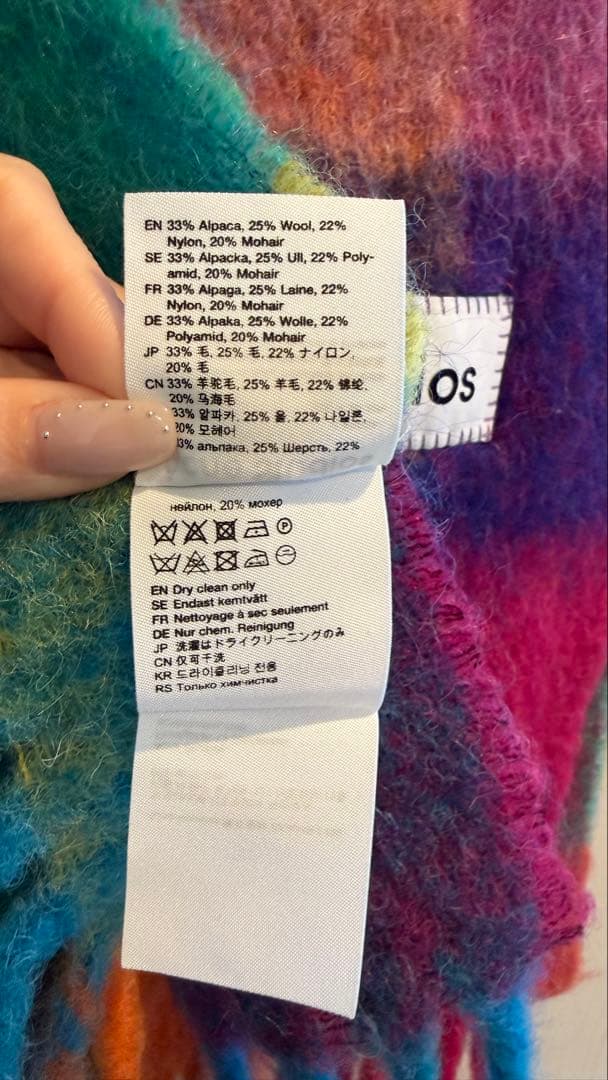 EN 33% Alpaca, 25% Wool, 22%
Nylon, 20% Mohair
SE 33% Alpacka, 25% Ull, 22% Poly-
amid, 20% Mohair
FR 33% Alpaga, 25% Laine, 22%
Nylon, 20% Mohair
DE 33% Alpaka, 25% Wolle, 22%
Polyamid, 20% Mohair
JP 33% 毛, 25% 毛, 22% ナイロン,
20% 毛
CN 33% 羊驼毛, 25% 羊毛, 22% 锦纶,
20% 马海毛
33% 알파카, 25% 울, 22% 나일론,
20% 모헤어
3% альпака, 25% Шерсть, 22%
OS
нейлон, 20% мохер
P
EN Dry clean only
SE Endast kemtvätt
FR Nettoyage à sec seulement
DE Nur chem. Reinigung
JP 洗濯はドライクリーニングのみ
CN 仅可干洗
KR 드라이클리닝 전용
RS Только химчистка